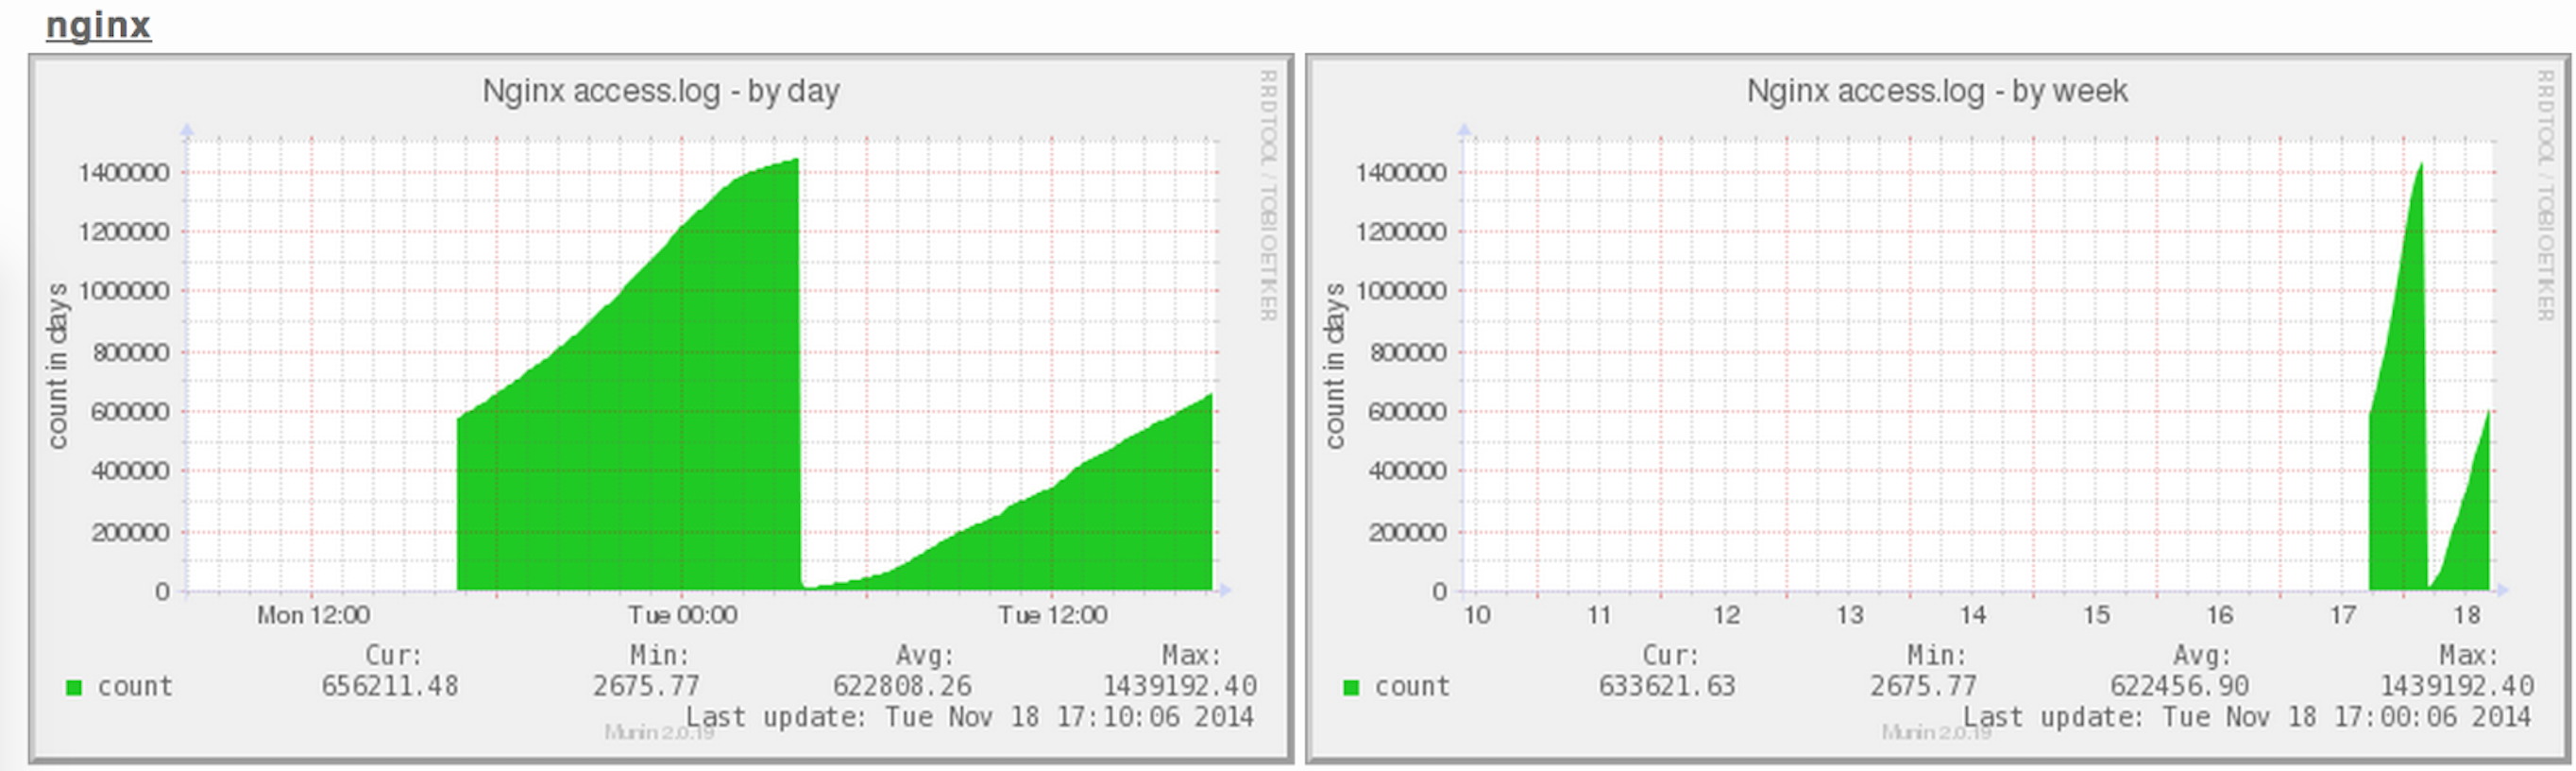 nginx
Nginx access.log - by day
RRDTOOL / TOBI OETIKER
count in days
1400000
1200000
1000000
800000
600000
400000
200000
0
Mon 12:00 Tue 00:00 Tue 12:00
Cur: Min: Avg: Max:
count 656211.48 2675.77 622808.26 1439192.40
Last update: Tue Nov 18 17:10:06 2014
Munin 2.0.19
Nginx access.log - by week
RRDTOOL / TOBI OETIKER
count in days
1400000
1200000
1000000
800000
600000
400000
200000
0
10 11 12 13 14 15 16 17 18
Cur: Min: Avg: Max:
count 633621.63 2675.77 622456.90 1439192.40
Last update: Tue Nov 18 17:00:06 2014
Munin 2.0.19